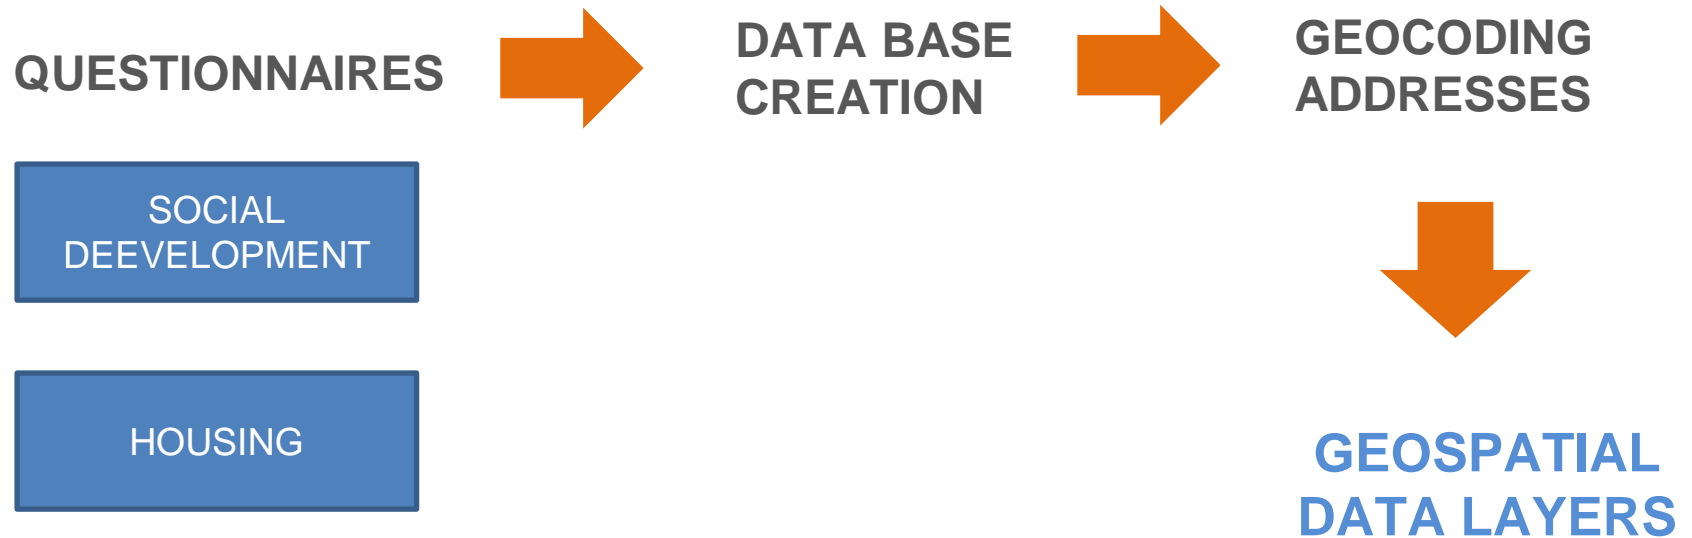 QUESTIONNAIRES
DATA BASE
CREATION
GEOCODING
ADDRESSES
SOCIAL
DEEVELOPMENT
HOUSING
GEOSPATIAL
DATA LAYERS